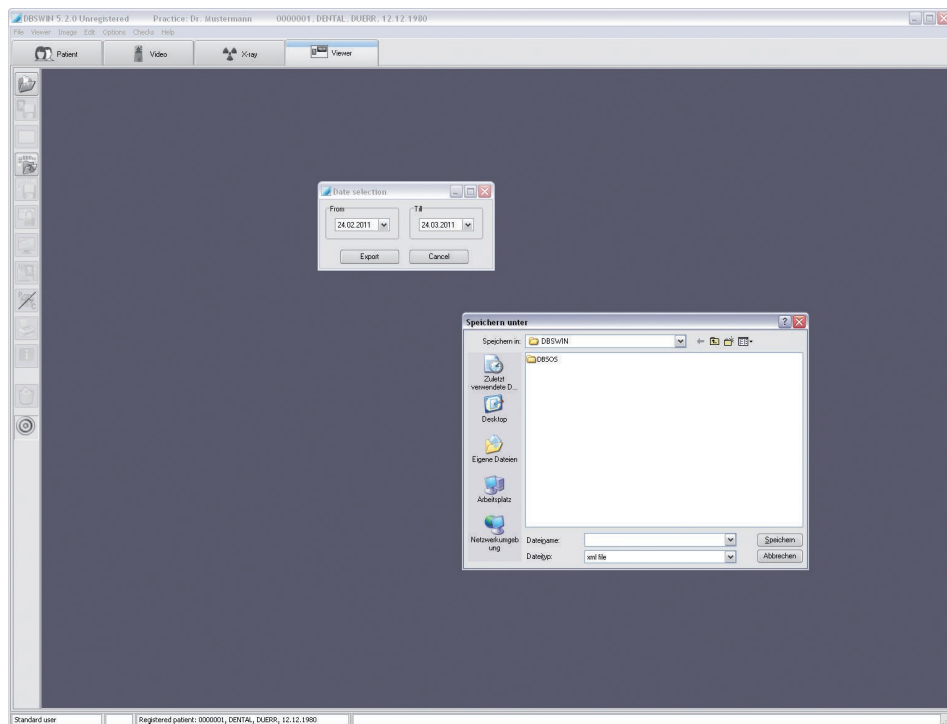 DBSWIN 5.2.0 Unregistered Practice: Dr. Mustermann 0000001, DENTAL, DUERR, 12.12.1980
File Viewer Image Edit Options Checks Help
Patient Video X-ray Viewer
Date selection
From Till
24.02.2011 24.03.2011
Export Cancel
Speichern unter
Speichern in: DBSWIN
DBSOS
Zuletzt
verwendete D...
Desktop
Eigene Dateien
Arbeitsplatz
Netzwerkumgeb
ung
Dateiname: Speichern
Dateityp: xml file Abbrechen
Standard user Registered patient: 0000001, DENTAL, DUERR, 12.12.1980